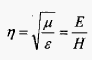 η = √(μ/ε) = E/H